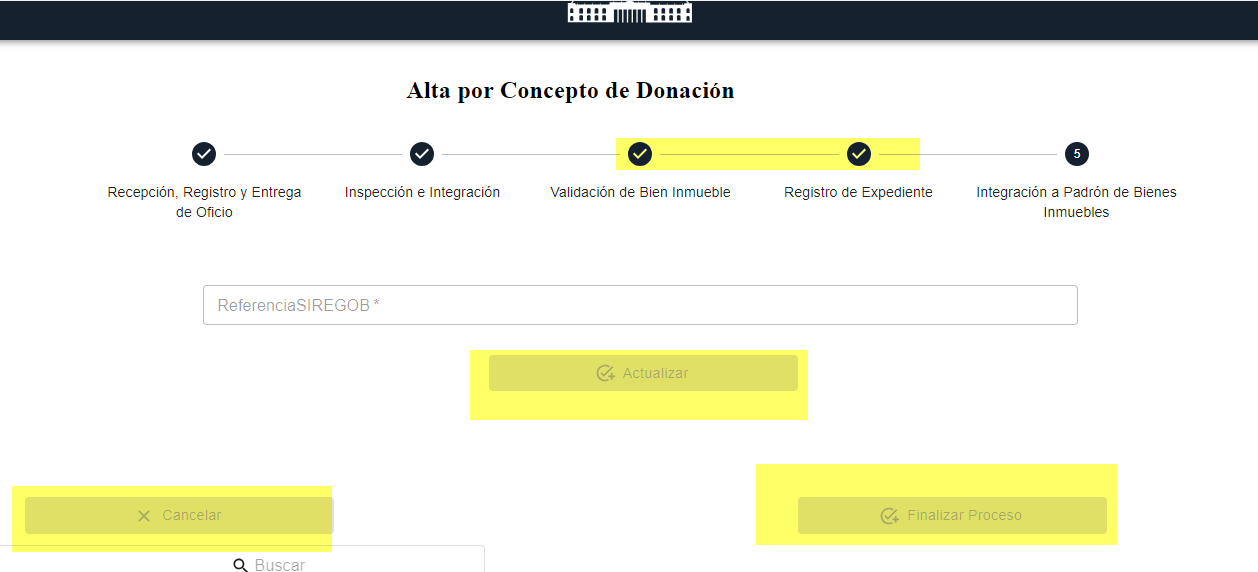 Alta por Concepto de Donación
Recepción, Registro y Entrega
de Oficio
Inspección e Integración
Validación de Bien Inmueble
Registro de Expediente
5
Integración a Padrón de Bienes
Inmuebles
ReferenciaSIREGOB *
Actualizar
Cancelar
Finalizar Proceso
Buscar